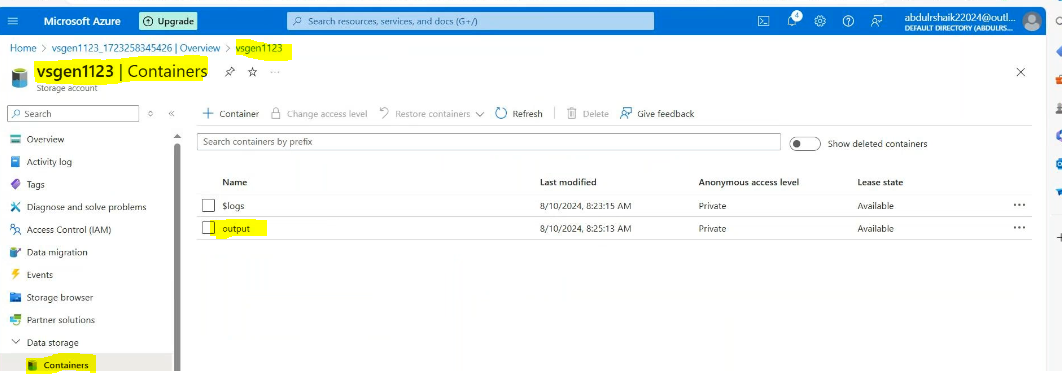 Microsoft Azure
Upgrade
Search resources, services, and docs (G+/)
4
abdulrshaik22024@outl...
DEFAULT DIRECTORY (ABDULRS...
Home > vsgen1123_1723258345426 | Overview > vsgen1123
vsgen1123 | Containers
Storage account
Search
Overview
Activity log
Tags
Diagnose and solve problems
Access Control (IAM)
Data migration
Events
Storage browser
Partner solutions
Data storage
Containers
+ Container Change access level Restore containers Refresh Delete Give feedback
Search containers by prefix
Show deleted containers
Name Last modified Anonymous access level Lease state
$logs 8/10/2024, 8:23:15 AM Private Available
output 8/10/2024, 8:25:13 AM Private Available